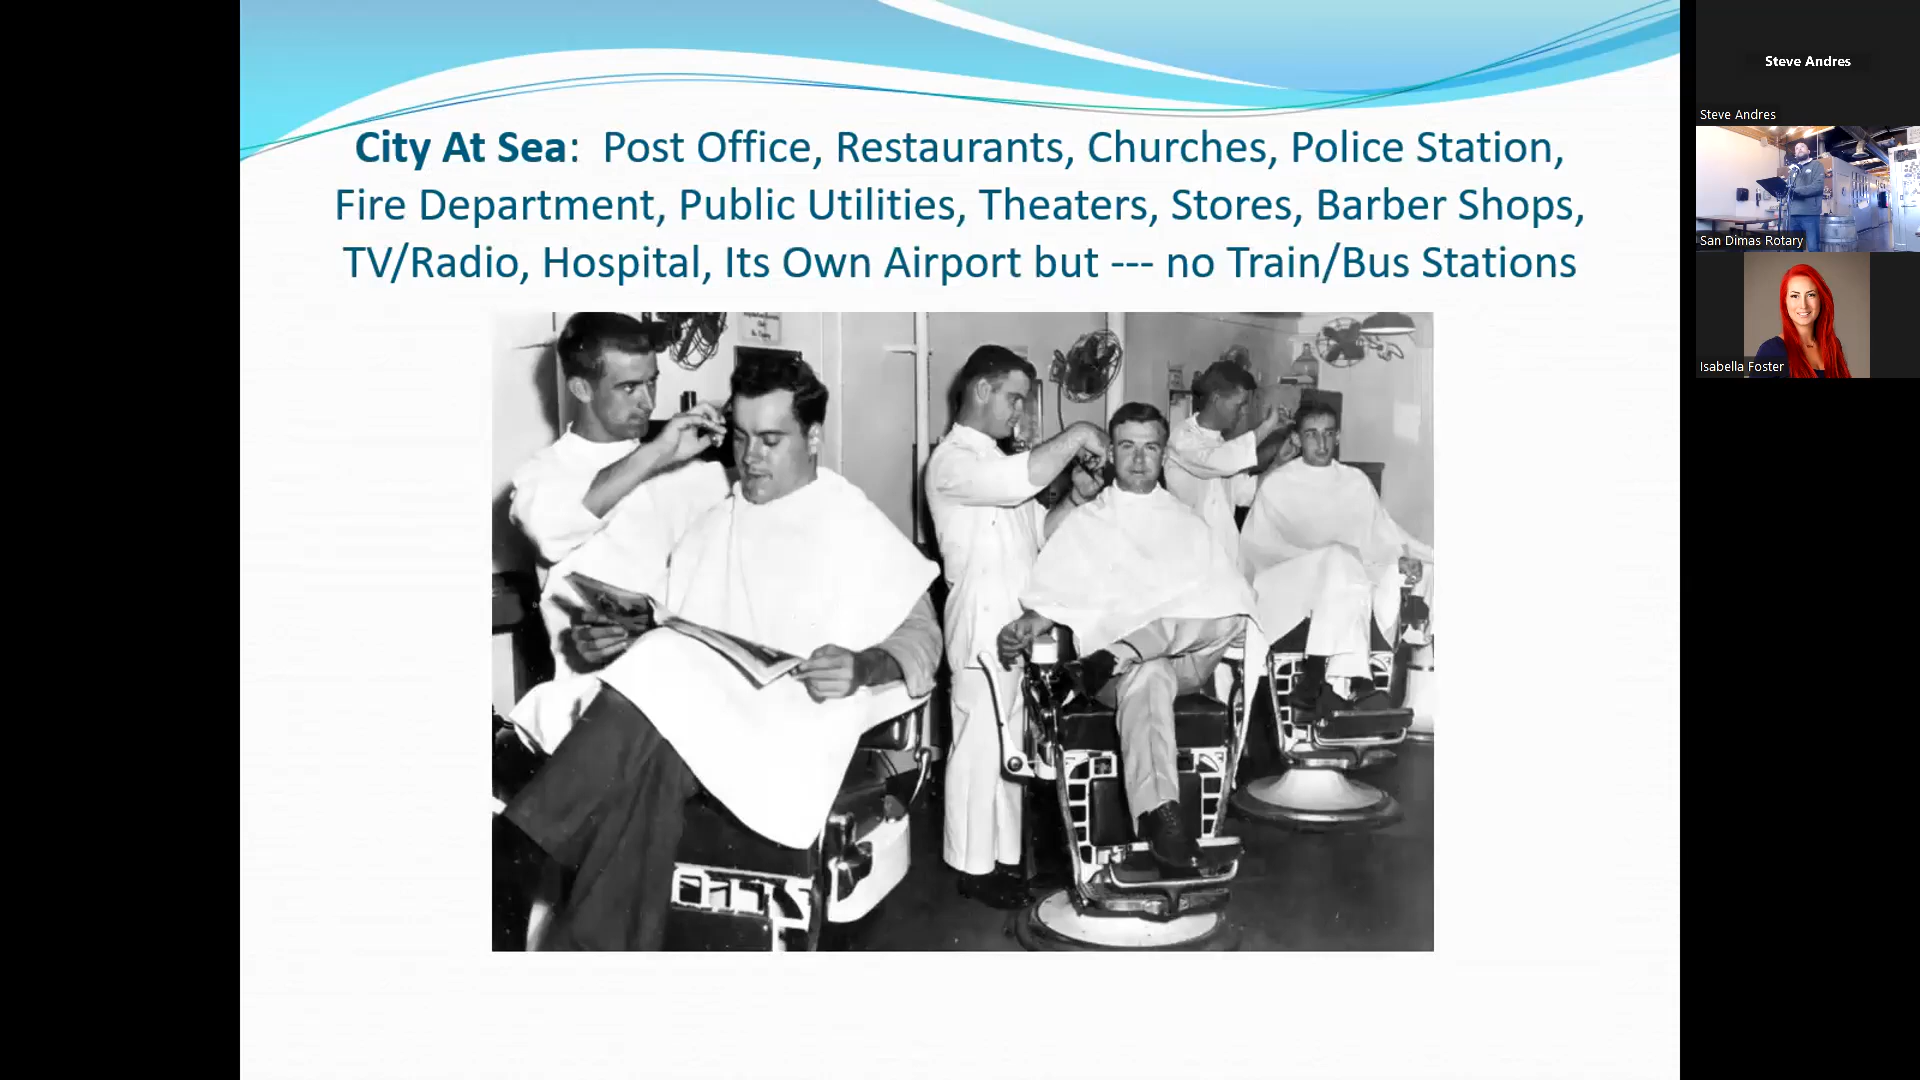 City At Sea:  Post Office, Restaurants, Churches, Police Station,
Fire Department, Public Utilities, Theaters, Stores, Barber Shops,
TV/Radio, Hospital, Its Own Airport but --- no Train/Bus Stations
Steve Andres
Steve Andres
San Dimas Rotary
Isabella Foster